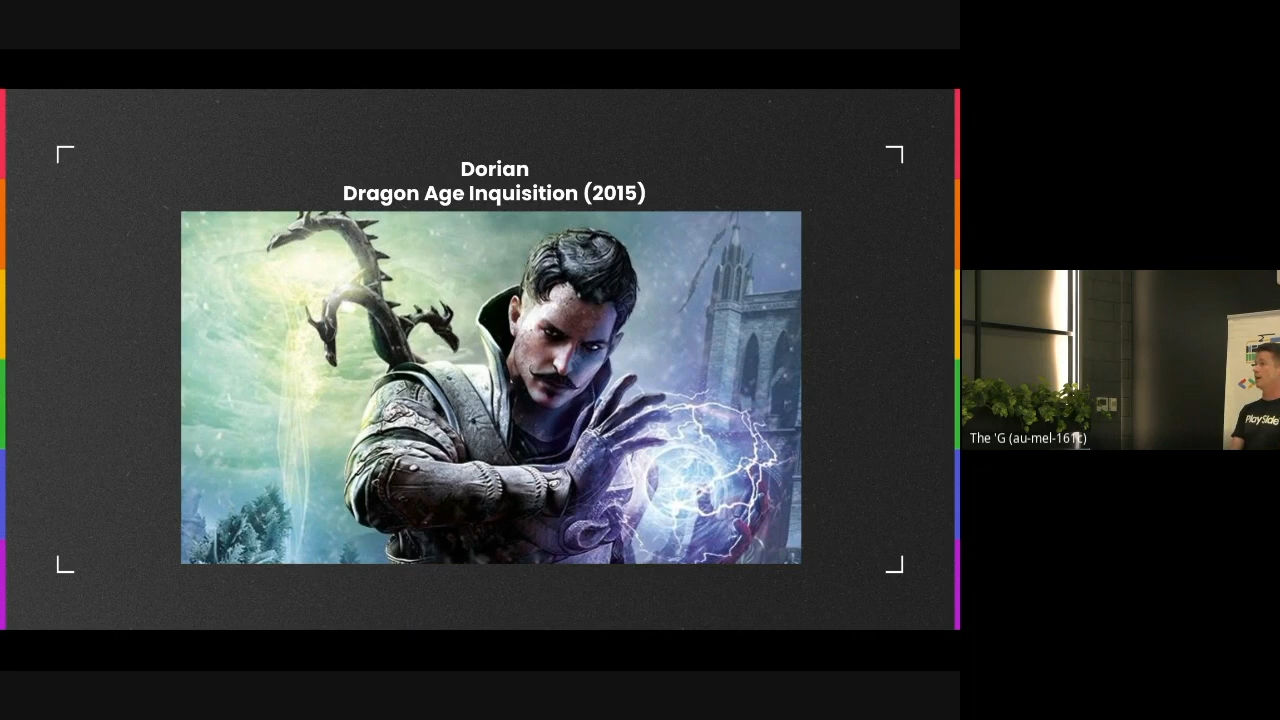 Dorian
Dragon Age Inquisition (2015)
PlaySide
The 'G (au-mel-161c)